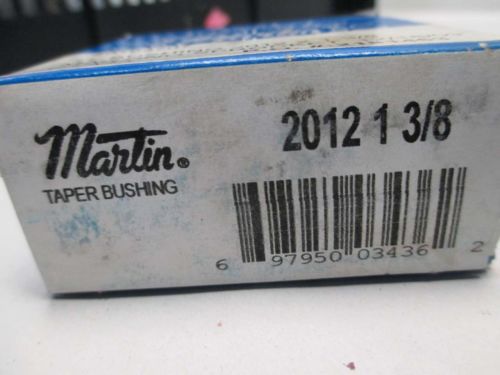 Martin®
TAPER BUSHING
2012 1 3/8
6 97950 03436 2